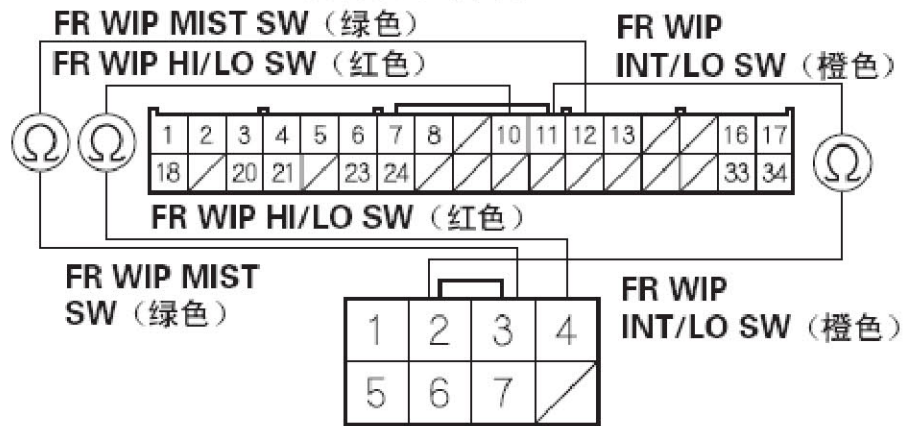 FR WIP MIST SW（绿色）
FR WIP HI/LO SW（红色）
FR WIP
INT/LO SW（橙色）
Ω Ω Ω
1 2 3 4 5 6 7 8 10 11 12 13 16 17
18 20 21 23 24 33 34
FR WIP HI/LO SW（红色）
FR WIP MIST
SW（绿色）
FR WIP
INT/LO SW（橙色）
1 2 3 4
5 6 7